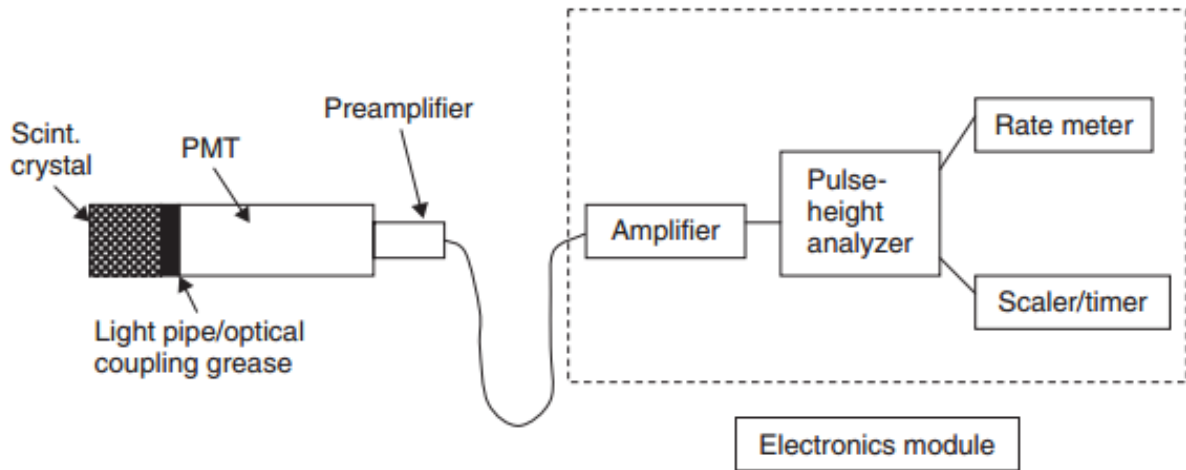 Scint.
crystal
PMT
Preamplifier
Light pipe/optical
coupling grease
Amplifier
Pulse-
height
analyzer
Rate meter
Scaler/timer
Electronics module